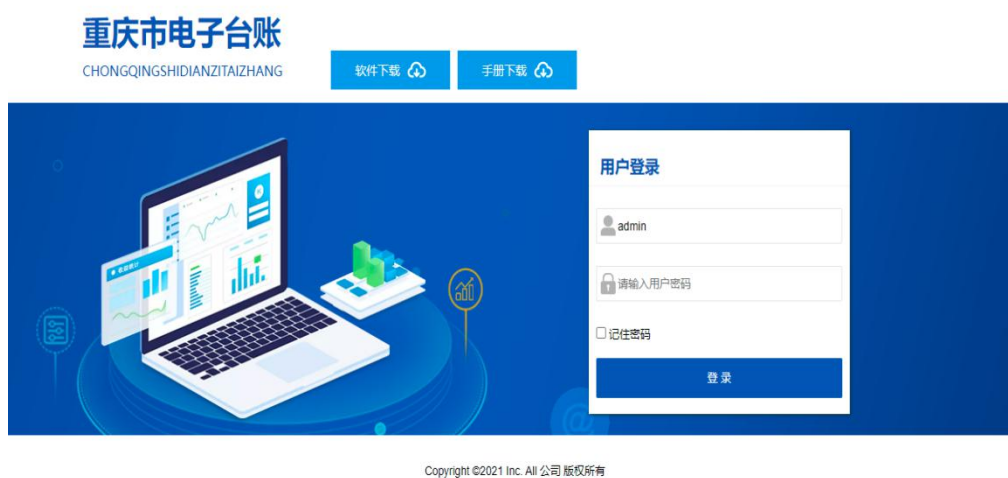 重庆市电子台账
CHONGQINGSHIDIANZITAIZHANG
软件下载
手册下载
用户登录
admin
请输入用户密码
记住密码
登 录
Copyright ©2021 Inc. All 公司 版权所有